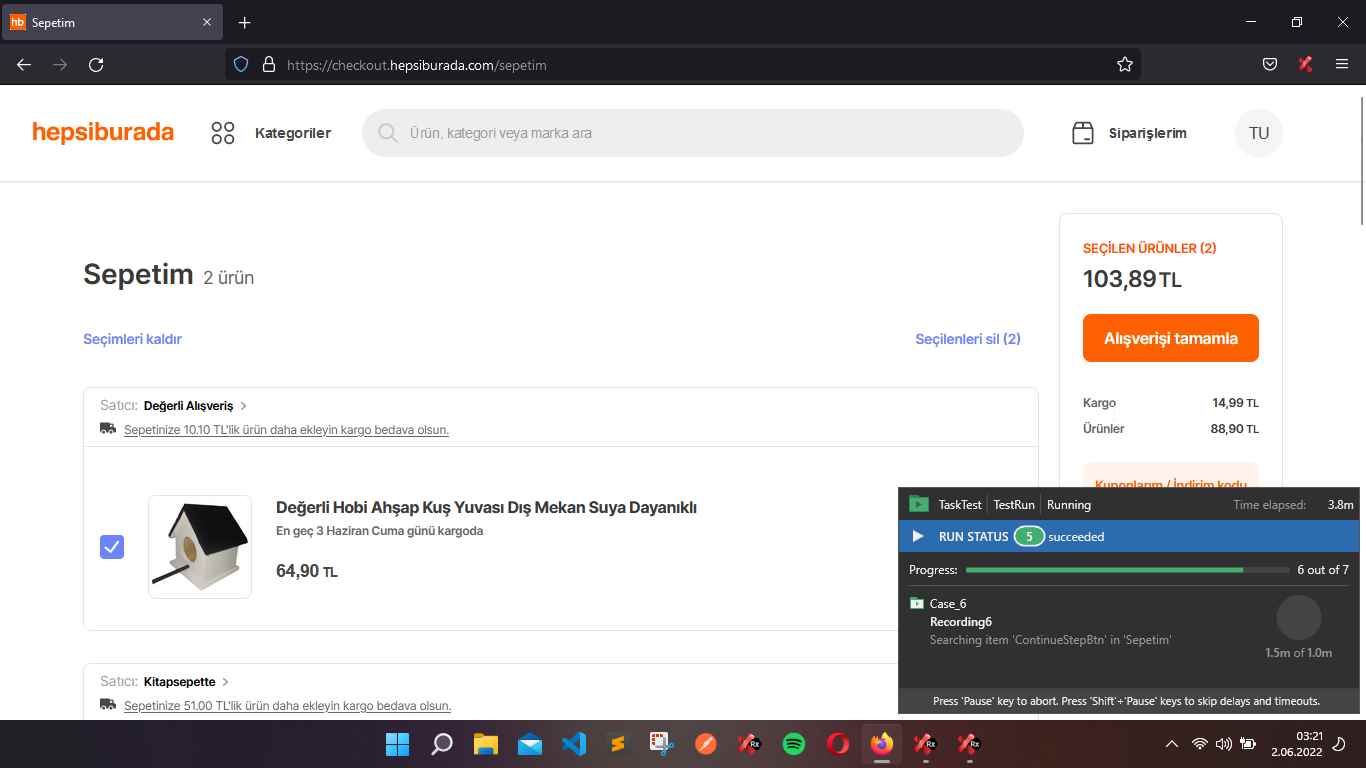 hb Sepetim
https://checkout.hepsiburada.com/sepetim
hepsiburada
Kategoriler
Ürün, kategori veya marka ara
Siparişlerim
TU
Sepetim 2 ürün
Seçimleri kaldır
Seçilenleri sil (2)
SEÇİLEN ÜRÜNLER (2)
103,89 TL
Alışverişi tamamla
Kargo 14,99 TL
Ürünler 88,90 TL
Kuponlarım / İndirim kodu
Satıcı: Değerli Alışveriş
Sepetinize 10.10 TL'lik ürün daha ekleyin kargo bedava olsun.
Değerli Hobi Ahşap Kuş Yuvası Dış Mekan Suya Dayanıklı
En geç 3 Haziran Cuma günü kargoda
64,90 TL
Satıcı: Kitapsepette
Sepetinize 51.00 TL'lik ürün daha ekleyin kargo bedava olsun.
TaskTest TestRun Running Time elapsed: 3.8m
RUN STATUS 5 succeeded
Progress: 6 out of 7
Case_6
Recording6
Searching item 'ContinueStepBtn' in 'Sepetim'
1.5m of 1.0m
Press 'Pause' key to abort. Press 'Shift'+'Pause' keys to skip delays and timeouts.
Rx
Rx
Rx
03:21
2.06.2022